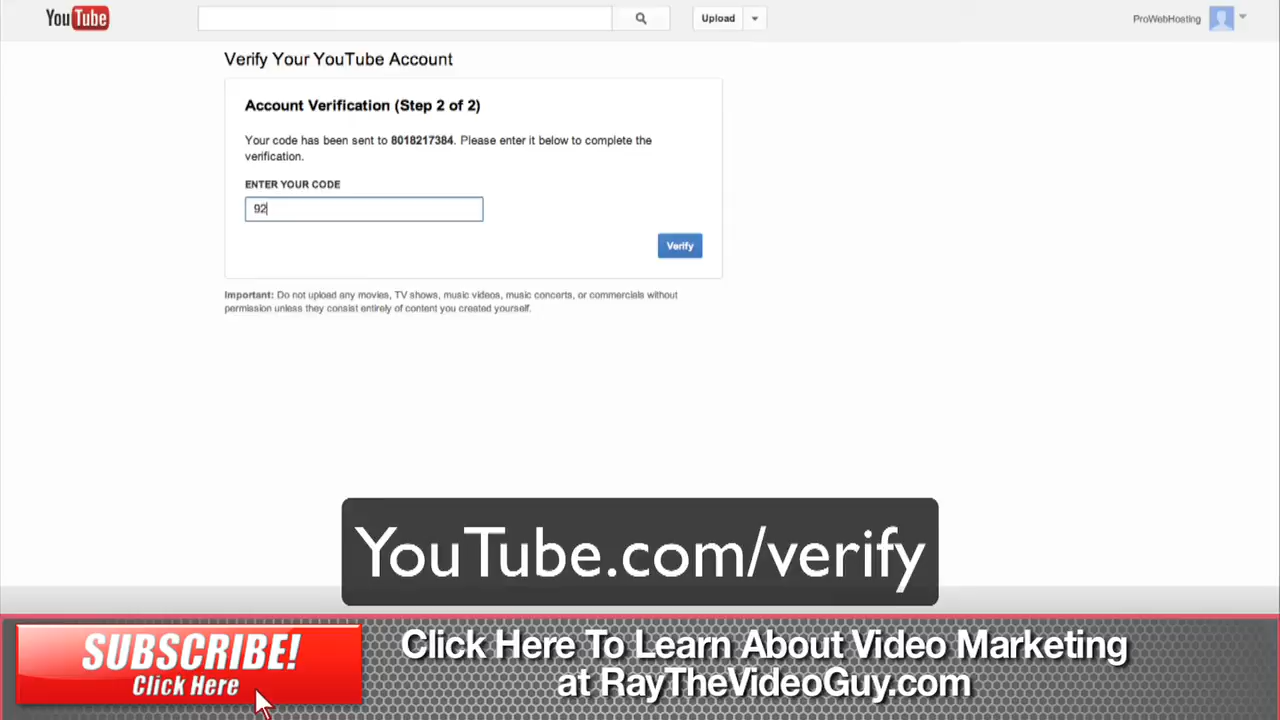 YouTube
Upload
ProWebHosting
Verify Your YouTube Account
Account Verification (Step 2 of 2)
Your code has been sent to 8018217384. Please enter it below to complete the
verification.
ENTER YOUR CODE
92
Verify
Important: Do not upload any movies, TV shows, music videos, music concerts, or commercials without
permission unless they consist entirely of content you created yourself.
YouTube.com/verify
SUBSCRIBE!
Click Here
Click Here To Learn About Video Marketing
at RayTheVideoGuy.com